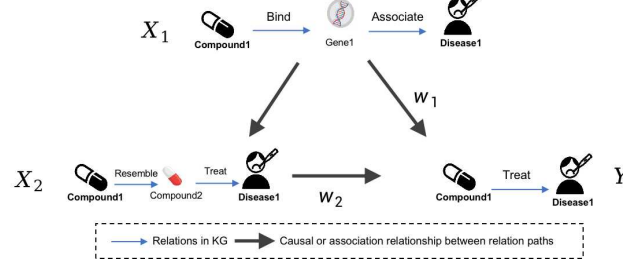 X1
Bind
Associate
Compound1
Gene1
Disease1
w1
X2
Resemble
Treat
Compound1
Compound2
Disease1
w2
Treat
Compound1
Disease1
Y
Relations in KG
Causal or association relationship between relation paths